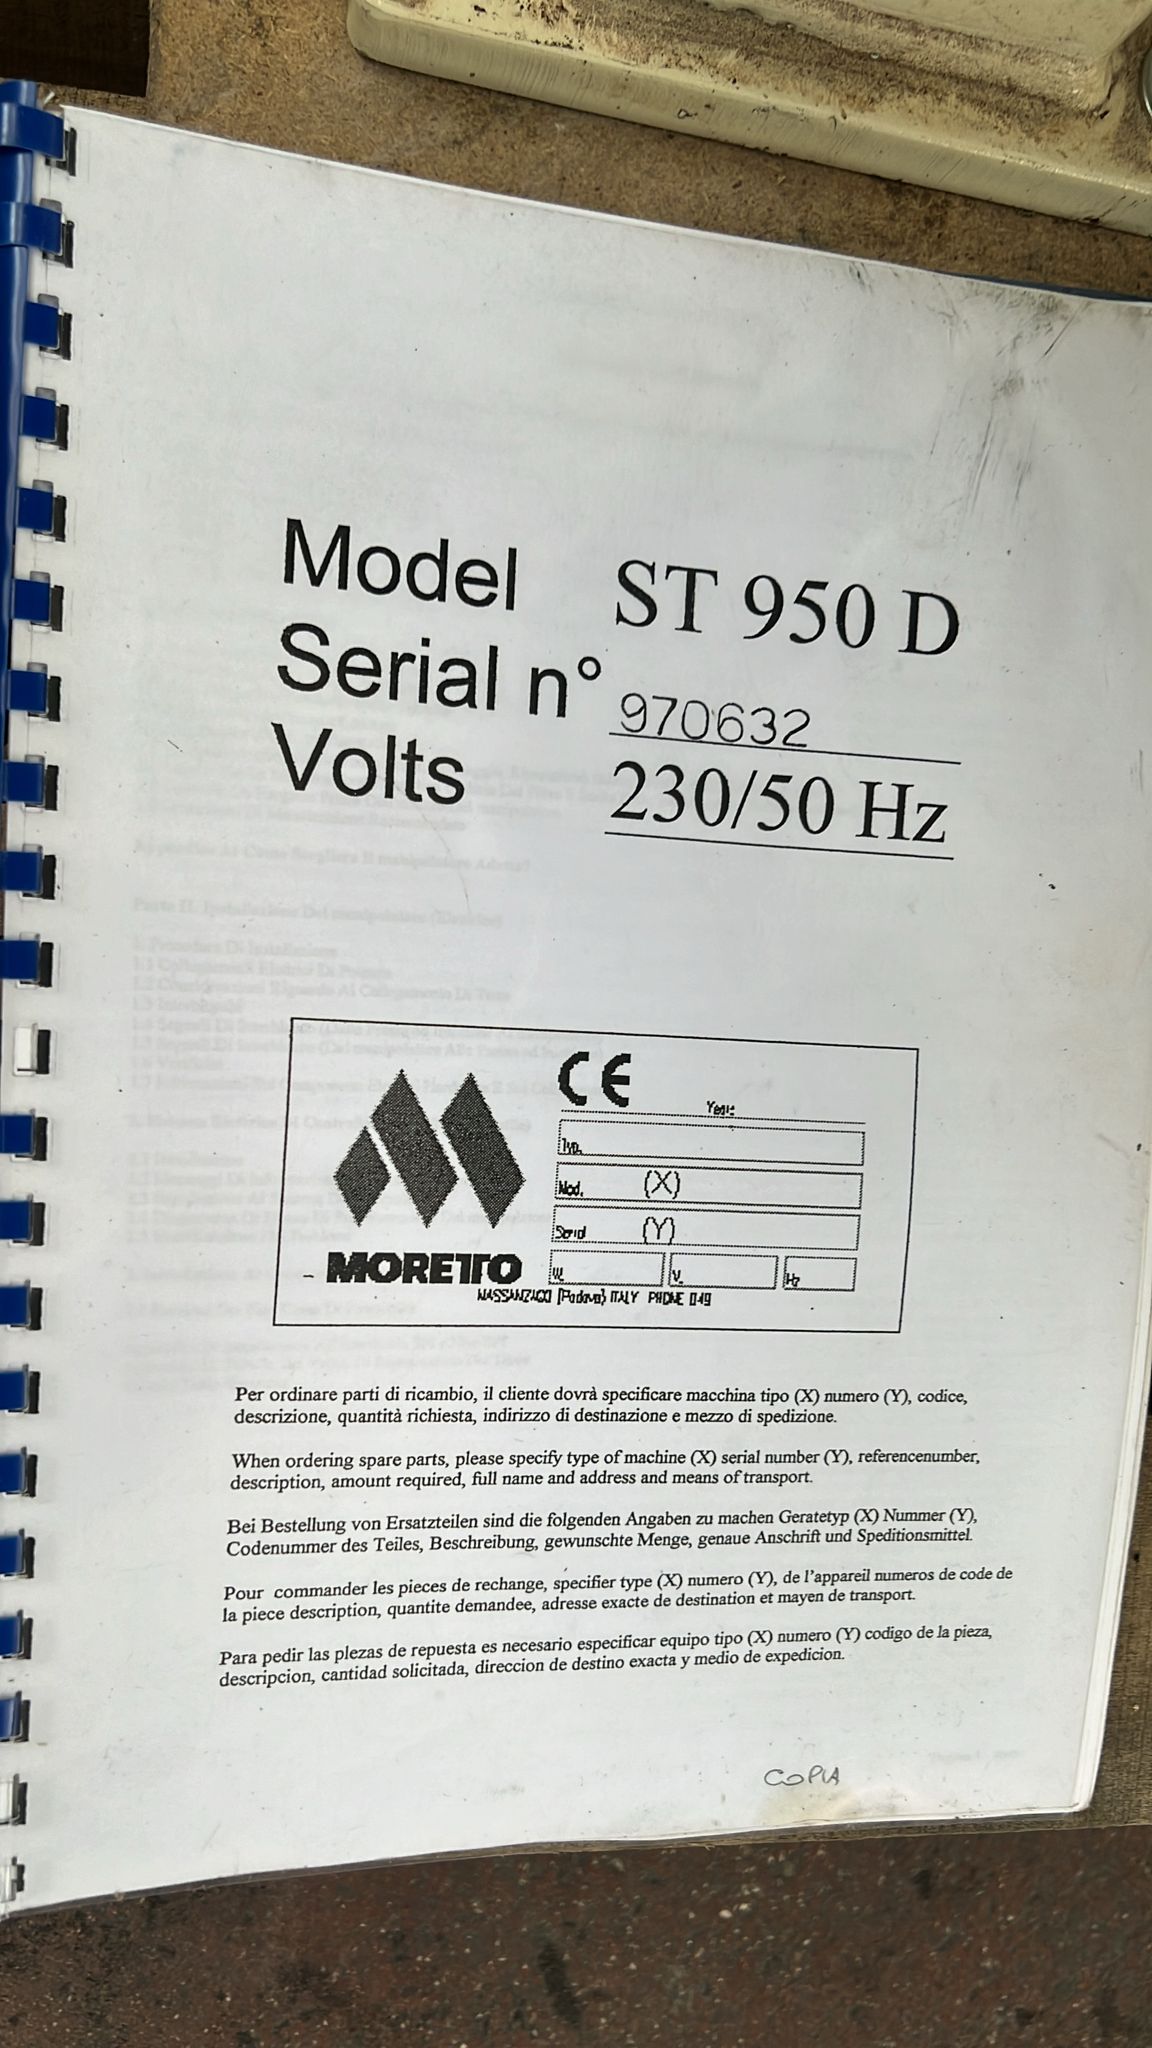 Model ST 950 D
Serial n° 970632
Volts 230/50 Hz
CE
Year:
Typ.
Mod. (X)
Serial (Y)
W. V. Hz
MORETTO
MASSANZAGO (Padova) ITALY PHONE 049
Per ordinare parti di ricambio, il cliente dovrà specificare macchina tipo (X) numero (Y), codice,
descrizione, quantità richiesta, indirizzo di destinazione e mezzo di spedizione.
When ordering spare parts, please specify type of machine (X) serial number (Y), referencenumber,
description, amount required, full name and address and means of transport.
Bei Bestellung von Ersatzteilen sind die folgenden Angaben zu machen Geratetyp (X) Nummer (Y),
Codenummer des Teiles, Beschreibung, gewunschte Menge, genaue Anschrift und Speditionsmittel.
Pour commander les pieces de rechange, specifier type (X) numero (Y), de l'appareil numeros de code de
la piece description, quantite demandee, adresse exacte de destination et mayen de transport.
Para pedir las plezas de repuesta es necesario especificar equipo tipo (X) numero (Y) codigo de la pieza,
descripcion, cantidad solicitada, direccion de destino exacta y medio de expedicion.
COPIA